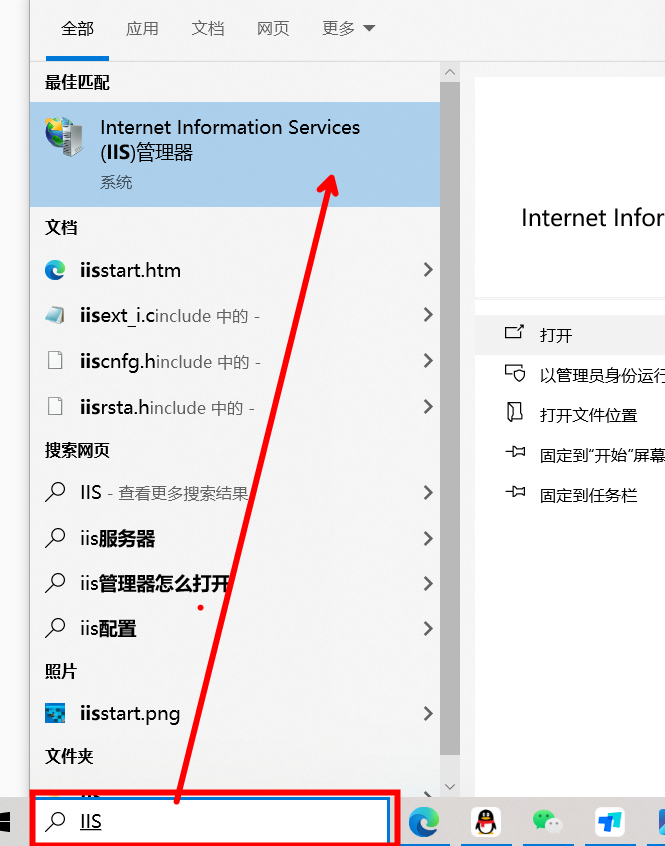 全部 应用 文档 网页 更多
最佳匹配
Internet Information Services
(IIS)管理器
系统
文档
iisstart.htm
iisext_i.cinclude 中的 -
iiscnfg.hinclude 中的 -
iisrsta.hinclude 中的 -
搜索网页
IIS - 查看更多搜索结果
iis服务器
iis管理器怎么打开
iis配置
照片
iisstart.png
文件夹
IIS
Internet Infor
打开
以管理员身份运行
打开文件位置
固定到“开始”屏幕
固定到任务栏